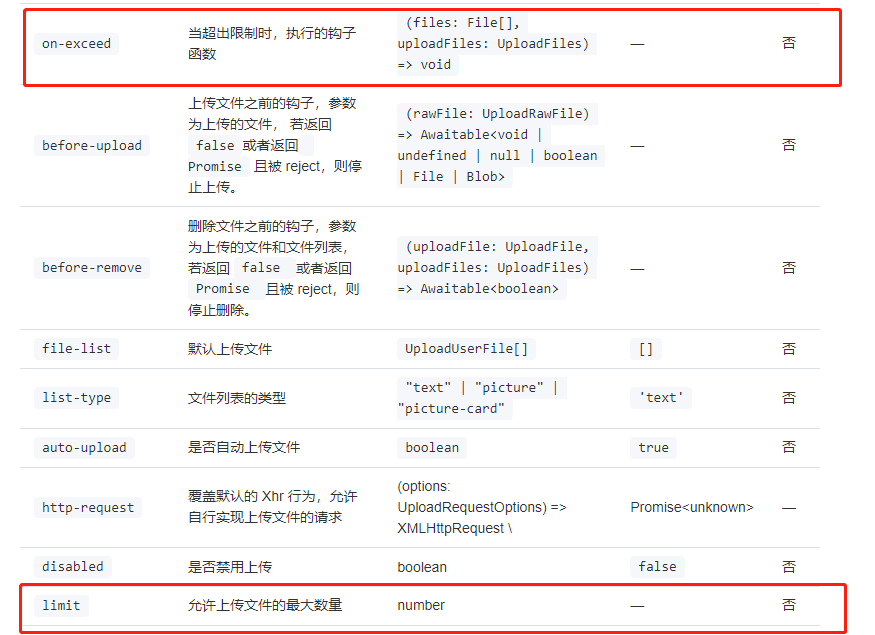 on-exceed
当超出限制时，执行的钩子
函数
(files: File[],
uploadFiles: UploadFiles)
=> void
—
否
before-upload
上传文件之前的钩子，参数
为上传的文件， 若返回
false 或者返回
Promise 且被 reject，则停
止上传。
(rawFile: UploadRawFile)
=> Awaitable<void |
undefined | null | boolean
| File | Blob>
—
否
before-remove
删除文件之前的钩子，参数
为上传的文件和文件列表，
若返回 false 或者返回
Promise 且被 reject，则
停止删除。
(uploadFile: UploadFile,
uploadFiles: UploadFiles)
=> Awaitable<boolean>
—
否
file-list
默认上传文件
UploadUserFile[]
[]
否
list-type
文件列表的类型
"text" | "picture" |
"picture-card"
'text'
否
auto-upload
是否自动上传文件
boolean
true
否
http-request
覆盖默认的 Xhr 行为，允许
自行实现上传文件的请求
(options:
UploadRequestOptions) =>
XMLHttpRequest \
Promise<unknown>
—
disabled
是否禁用上传
boolean
false
否
limit
允许上传文件的最大数量
number
—
否